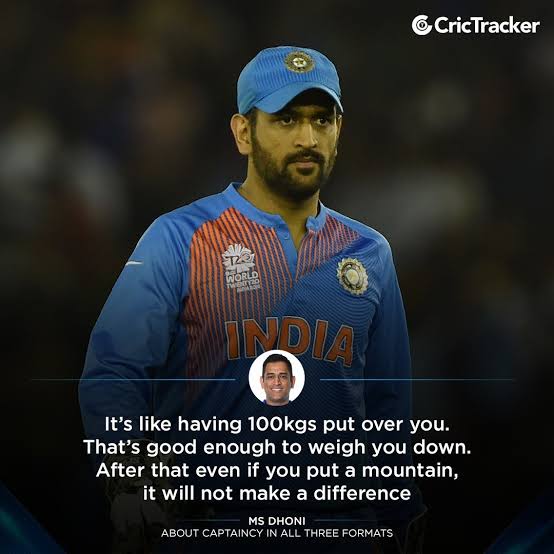 CricTracker
WORLD
TWENTY20
INDIA
It's like having 100kgs put over you.
That's good enough to weigh you down.
After that even if you put a mountain,
it will not make a difference
MS DHONI
ABOUT CAPTAINCY IN ALL THREE FORMATS